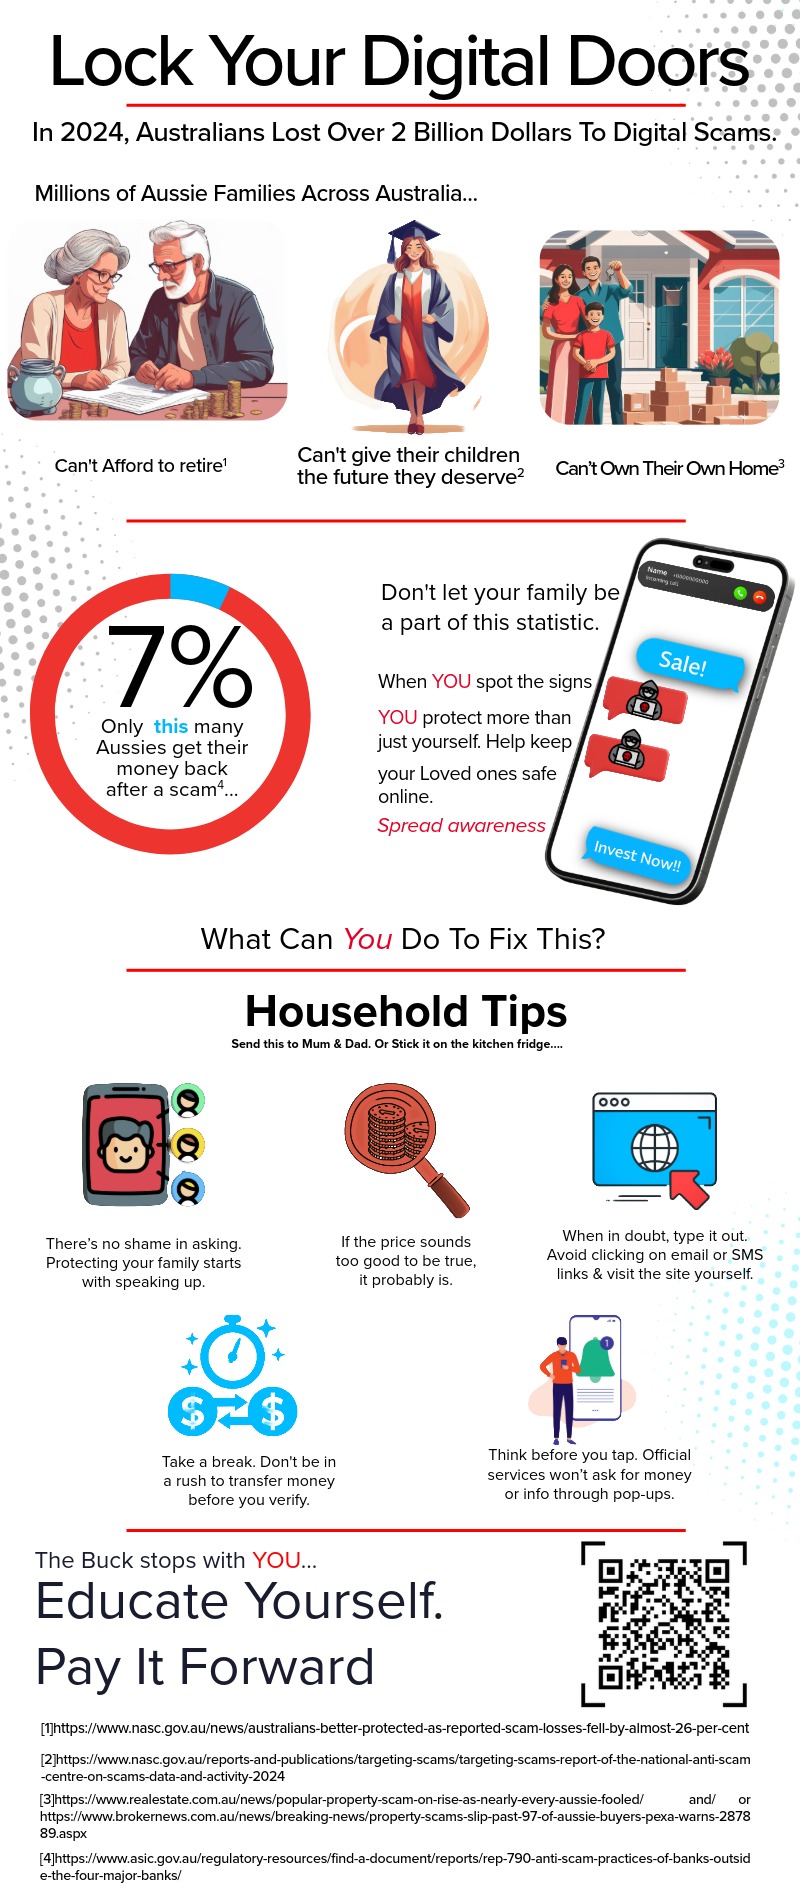 Lock Your Digital Doors
In 2024, Australians Lost Over 2 Billion Dollars To Digital Scams.
Millions of Aussie Families Across Australia...
Can't Afford to retire¹
Can't give their children
the future they deserve²
Can't Own Their Own Home³
7%
Only this many
Aussies get their
money back
after a scam⁴...
Don't let your family be
a part of this statistic.
When YOU spot the signs
YOU protect more than
just yourself. Help keep
your Loved ones safe
online.
Spread awareness
Name +0000000000
Incoming call
Sale!
Invest Now!!
What Can You Do To Fix This?
Household Tips
Send this to Mum & Dad. Or Stick it on the kitchen fridge....
There's no shame in asking.
Protecting your family starts
with speaking up.
If the price sounds
too good to be true,
it probably is.
When in doubt, type it out.
Avoid clicking on email or SMS
links & visit the site yourself.
$ $
1
Take a break. Don't be in
a rush to transfer money
before you verify.
Think before you tap. Official
services won't ask for money
or info through pop-ups.
The Buck stops with YOU...
Educate Yourself.
Pay It Forward
[1]https://www.nasc.gov.au/news/australians-better-protected-as-reported-scam-losses-fell-by-almost-26-per-cent
[2]https://www.nasc.gov.au/reports-and-publications/targeting-scams/targeting-scams-report-of-the-national-anti-scam
-centre-on-scams-data-and-activity-2024
[3]https://www.realestate.com.au/news/popular-property-scam-on-rise-as-nearly-every-aussie-fooled/ and/ or
https://www.brokernews.com.au/news/breaking-news/property-scams-slip-past-97-of-aussie-buyers-pexa-warns-2878
89.aspx
[4]https://www.asic.gov.au/regulatory-resources/find-a-document/reports/rep-790-anti-scam-practices-of-banks-outsid
e-the-four-major-banks/